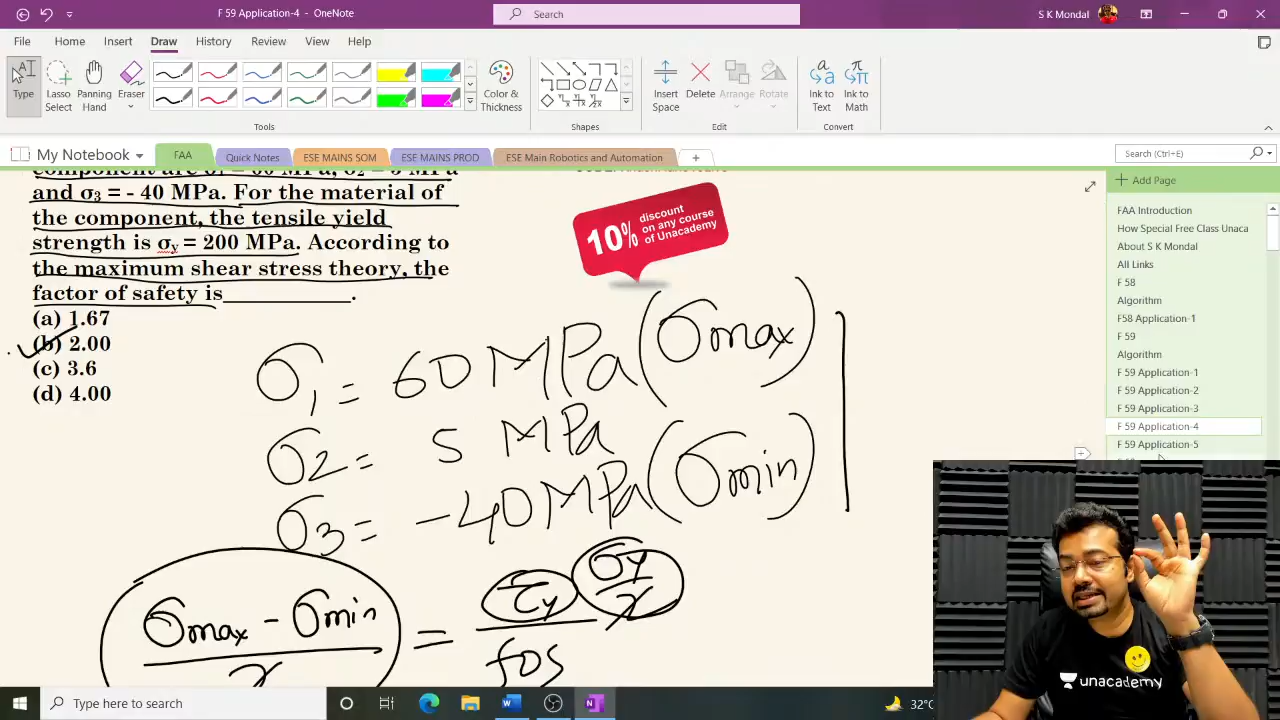 F 59 Application-4 - OneNote
Search
S K Mondal
File Home Insert Draw History Review View Help
Type
Lasso Select
Panning Hand
Eraser
Color & Thickness
Insert Space
Delete
Arrange
Rotate
Ink to Text
Ink to Math
Tools
Shapes
Edit
Convert
My Notebook
FAA
Quick Notes
ESE MAINS SOM
ESE MAINS PROD
ESE Main Robotics and Automation
Search (Ctrl+E)
and σ3 = - 40 MPa. For the material of
the component, the tensile yield
strength is σy = 200 MPa. According to
the maximum shear stress theory, the
factor of safety is____________.
(a) 1.67
(b) 2.00
(c) 3.6
(d) 4.00
10% discount
on any course
of Unacademy
σ1 = 60 MPa (σmax)
σ2 = 5 MPa
σ3 = -40 MPa (σmin)
σmax - σmin / 2 = τy / fos
σy / 2
Add Page
FAA Introduction
How Special Free Class Unaca
About S K Mondal
All Links
F 58
Algorithm
F58 Application-1
F 59
Algorithm
F 59 Application-1
F 59 Application-2
F 59 Application-3
F 59 Application-4
F 59 Application-5
unacademy
Type here to search
32°C